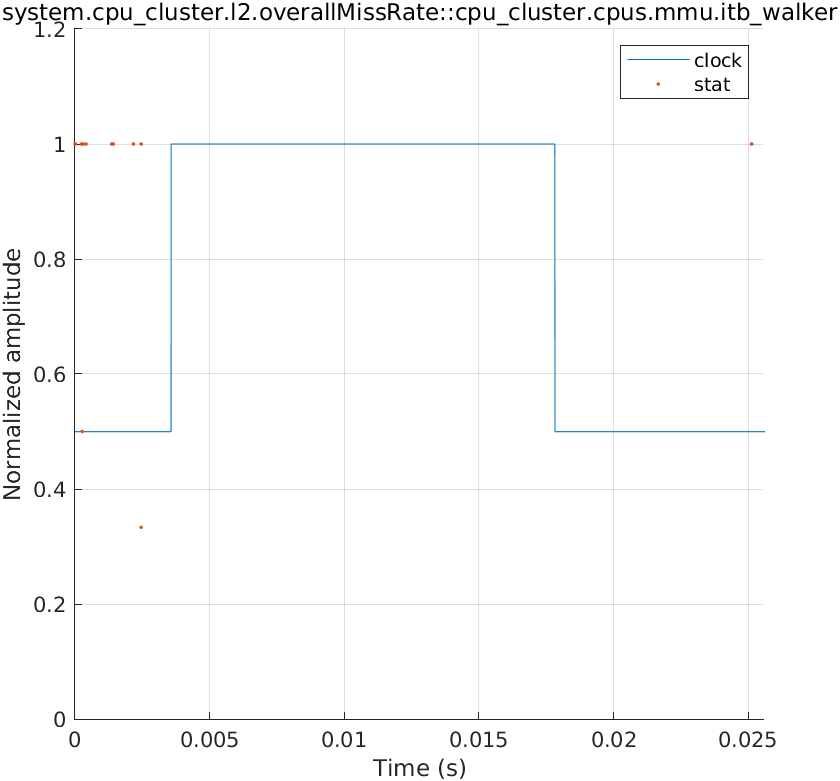 system.cpu_cluster.l2.overallMissRate::cpu_cluster.cpus.mmu.itb_walker
clock
stat
1.2
1
0.8
0.6
0.4
0.2
0
Normalized amplitude
0
0.005
0.01
0.015
0.02
0.025
Time (s)